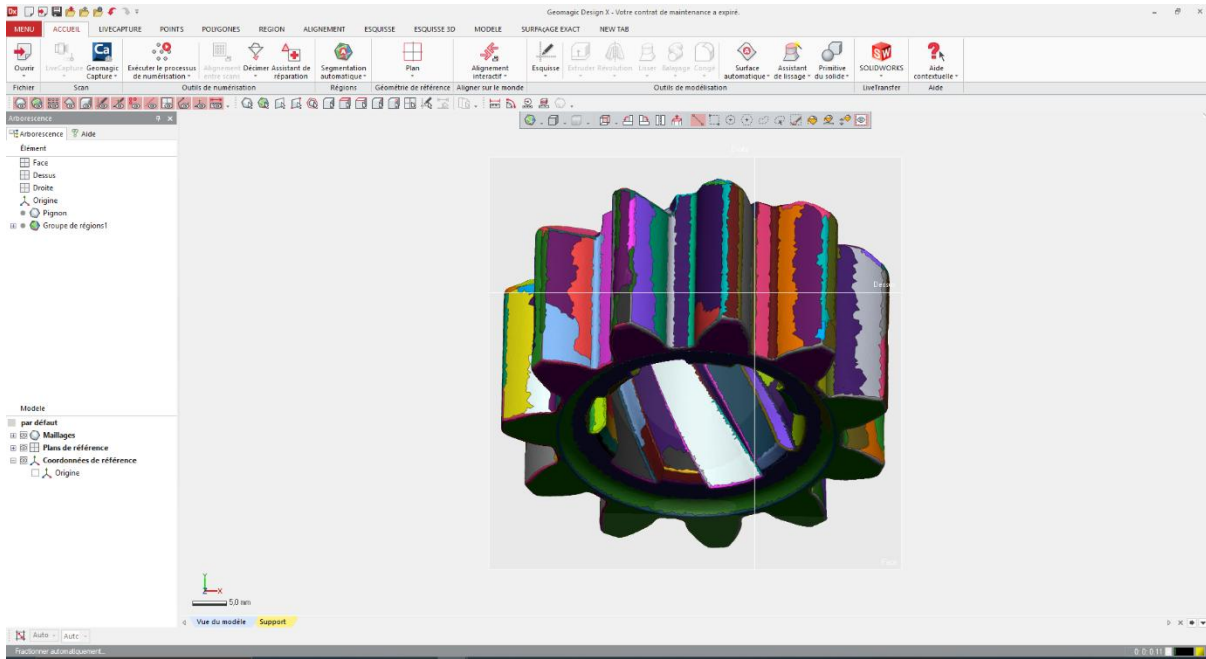 Geomagic Design X - Votre contrat de maintenance a expiré.
MENU ACCUEIL LIVECAPTURE POINTS POLYGONES REGION ALIGNEMENT ESQUISSE ESQUISSE 3D MODELE SURFAÇAGE EXACT NEW TAB
Ouvrir
LiveCapture
Geomagic Capture
Exécuter le processus de numérisation
Alignement entre scans
Décimer
Assistant de réparation
Segmentation automatique
Plan
Alignement interactif
Esquisse
Extruder
Révolution
Lisser
Balayage
Congé
Surface automatique
Assistant de lissage
Primitive du solide
SOLIDWORKS
Aide contextuelle
Fichier Scan Outils de numérisation Régions Géométrie de référence Aligner sur le monde Outils de modélisation LiveTransfer Aide
Arborescence
Arborescence Aide
Élément
Face
Dessus
Droite
Origine
Pignon
Groupe de régions1
Modele
par défaut
Maillages
Plans de référence
Coordonnées de référence
Origine
Dessus
Face
Y
Z X
5,0 mm
Vue du modèle Support
Auto Auto
Fractionner automatiquement...